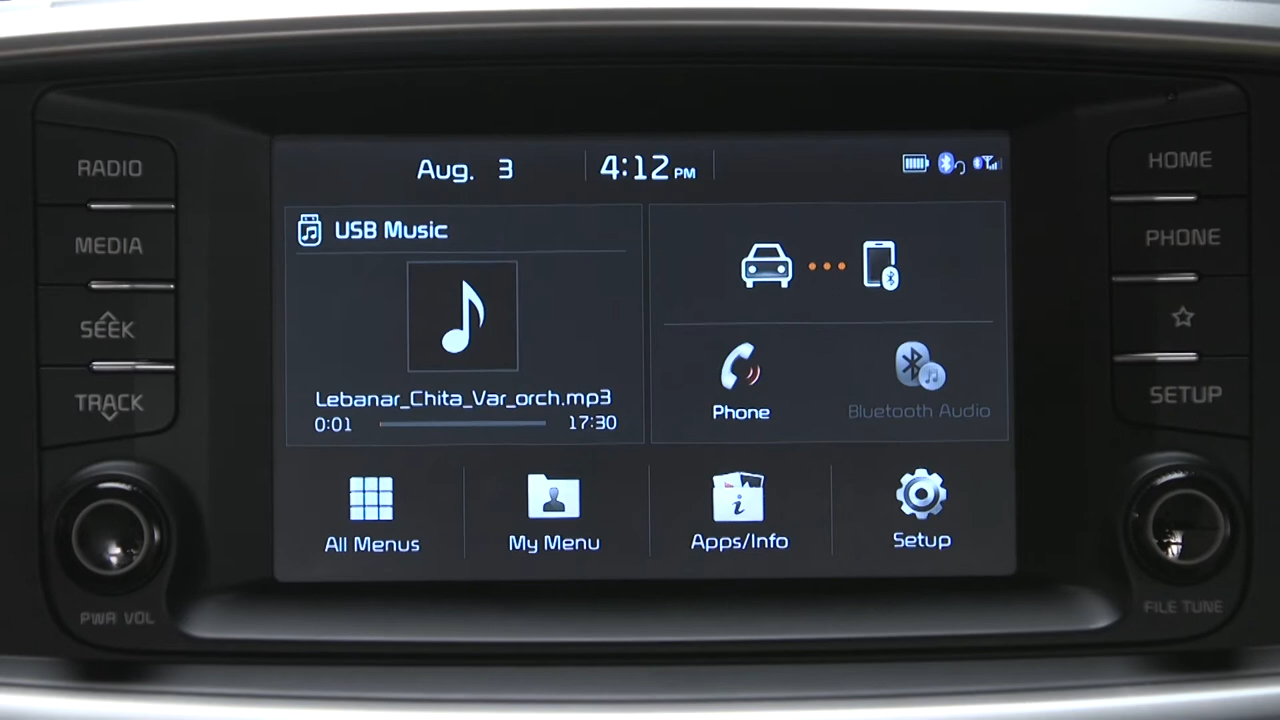 RADIO
MEDIA
SEEK
TRACK
PWR VOL
Aug. 3
4:12 PM
USB Music
Lebanar_Chita_Var_orch.mp3
0:01
17:30
Phone
Bluetooth Audio
All Menus
My Menu
i
Apps/Info
Setup
HOME
PHONE
SETUP
FILE TUNE